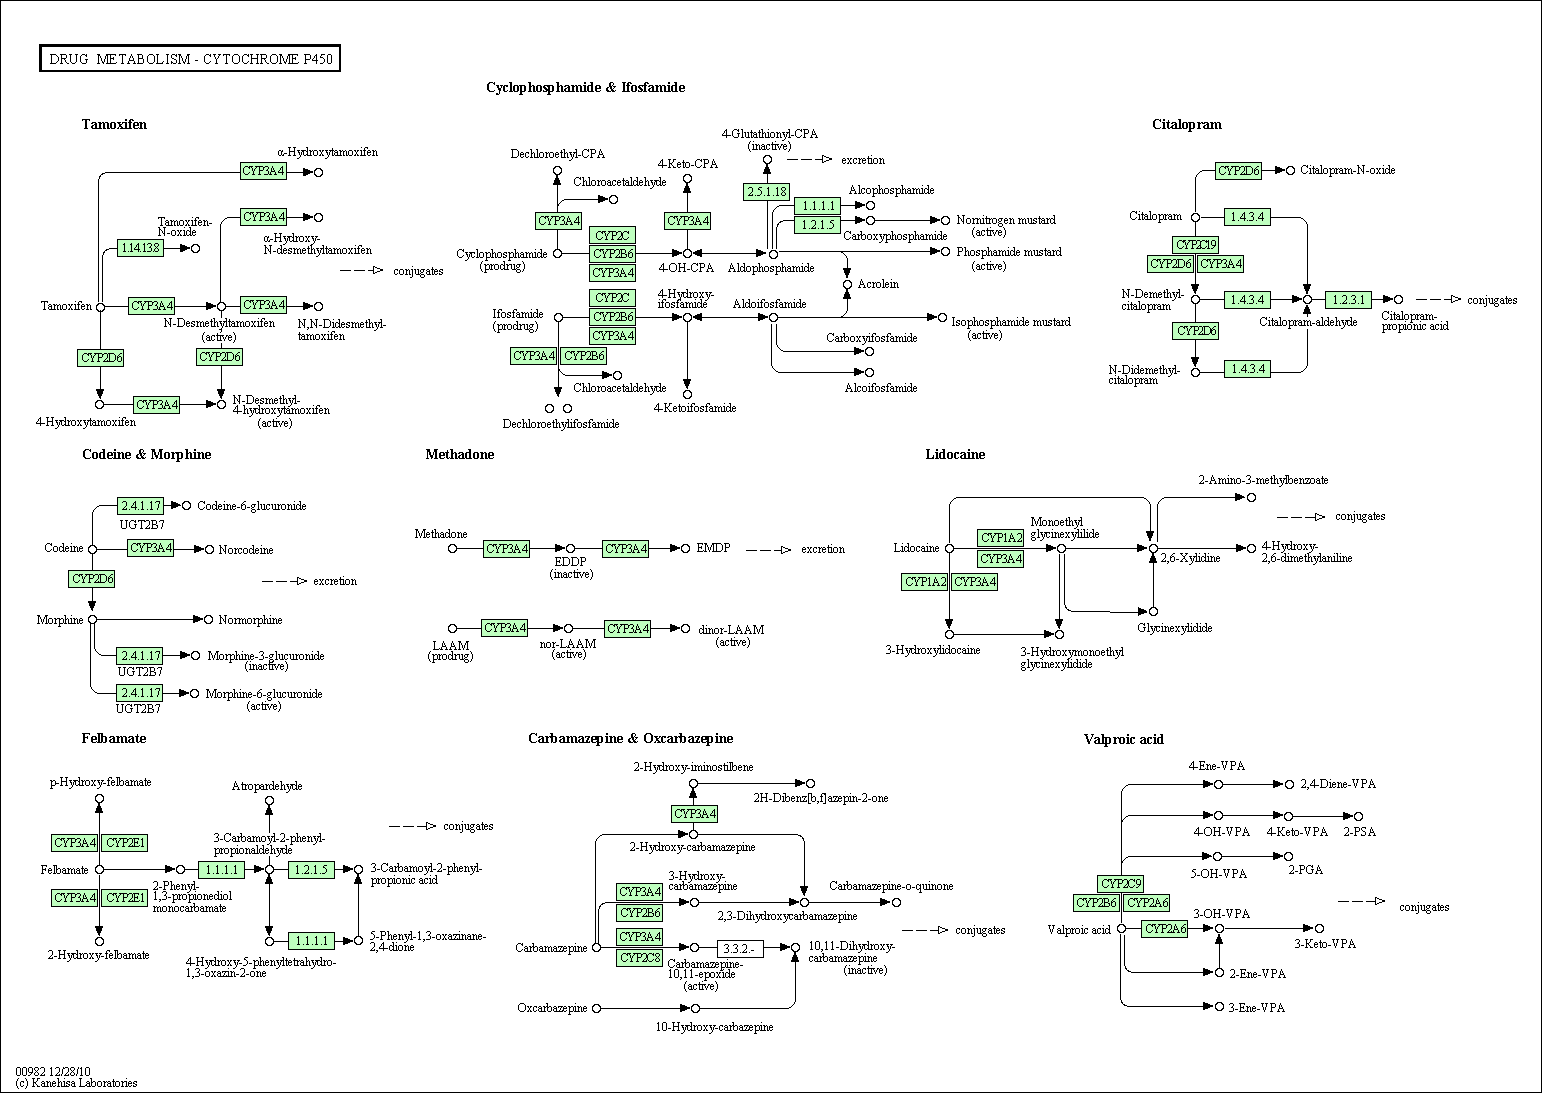 DRUG METABOLISM - CYTOCHROME P450
Cyclophosphamide & Ifosfamide
Tamoxifen
α-Hydroxytamoxifen
CYP3A4
Tamoxifen-
N-oxide
CYP3A4
α-Hydroxy-
N-desmethyltamoxifen
1.14.13.8
conjugates
Tamoxifen
CYP3A4
CYP3A4
N-Desmethyltamoxifen
(active)
N,N-Didesmethyl-
tamoxifen
CYP2D6
CYP2D6
CYP3A4
N-Desmethyl-
4-hydroxytamoxifen
(active)
4-Hydroxytamoxifen
4-Glutathionyl-CPA
(inactive)
excretion
Dechloroethyl-CPA
4-Keto-CPA
Chloroacetaldehyde
2.5.1.18
Alcophosphamide
1.1.1.1
CYP3A4
CYP3A4
1.2.1.5
Nornitrogen mustard
(active)
CYP2C
Carboxyphosphamide
Cyclophosphamide
(prodrug)
CYP2B6
CYP3A4
4-OH-CPA
Aldophosphamide
Phosphamide mustard
(active)
Acrolein
CYP2C
4-Hydroxy-
ifosfamide
Aldoifosfamide
Ifosfamide
(prodrug)
CYP2B6
CYP3A4
Isophosphamide mustard
(active)
CYP3A4
CYP2B6
Carboxyifosfamide
Chloroacetaldehyde
Alcoifosfamide
4-Ketoifosfamide
Dechloroethylifosfamide
Citalopram
CYP2D6
Citalopram-N-oxide
Citalopram
1.4.3.4
CYP2C19
CYP2D6
CYP3A4
N-Demethyl-
citalopram
1.4.3.4
1.2.3.1
conjugates
Citalopram-aldehyde
Citalopram-
propionic acid
CYP2D6
N-Didemethyl-
citalopram
1.4.3.4
Codeine & Morphine
2.4.1.17
Codeine-6-glucuronide
UGT2B7
Codeine
CYP3A4
Norcodeine
CYP2D6
excretion
Morphine
Normorphine
2.4.1.17
Morphine-3-glucuronide
(inactive)
UGT2B7
2.4.1.17
Morphine-6-glucuronide
(active)
UGT2B7
Methadone
Methadone
CYP3A4
CYP3A4
EMDP
excretion
EDDP
(inactive)
CYP3A4
CYP3A4
dinor-LAAM
(active)
LAAM
(prodrug)
nor-LAAM
(active)
Lidocaine
2-Amino-3-methylbenzoate
conjugates
Monoethyl
glycinexylilide
CYP1A2
Lidocaine
CYP3A4
2,6-Xylidine
4-Hydroxy-
2,6-dimethylaniline
CYP1A2
CYP3A4
Glycinexylidide
3-Hydroxylidocaine
3-Hydroxymonoethyl
glycinexylidide
Felbamate
p-Hydroxy-felbamate
Atropardehyde
conjugates
CYP3A4
CYP2E1
3-Carbamoyl-2-phenyl-
propionaldehyde
Felbamate
1.1.1.1
1.2.1.5
3-Carbamoyl-2-phenyl-
propionic acid
CYP3A4
CYP2E1
2-Phenyl-
1,3-propionediol
monocarbamate
1.1.1.1
5-Phenyl-1,3-oxazinane-
2,4-dione
2-Hydroxy-felbamate
4-Hydroxy-5-phenyltetrahydro-
1,3-oxazin-2-one
Carbamazepine & Oxcarbazepine
2-Hydroxy-iminostilbene
2H-Dibenz[b,f]azepin-2-one
CYP3A4
2-Hydroxy-carbamazepine
3-Hydroxy-
carbamazepine
CYP3A4
CYP2B6
Carbamazepine-o-quinone
2,3-Dihydroxycarbamazepine
CYP3A4
conjugates
Carbamazepine
3.3.2.-
10,11-Dihydroxy-
carbamazepine
(inactive)
CYP2C8
Carbamazepine-
10,11-epoxide
(active)
Oxcarbazepine
10-Hydroxy-carbazepine
Valproic acid
4-Ene-VPA
2,4-Diene-VPA
4-OH-VPA
4-Keto-VPA
2-PSA
5-OH-VPA
2-PGA
CYP2C9
CYP2B6
CYP2A6
conjugates
3-OH-VPA
Valproic acid
CYP2A6
3-Keto-VPA
2-Ene-VPA
3-Ene-VPA
00982 12/28/10
(c) Kanehisa Laboratories